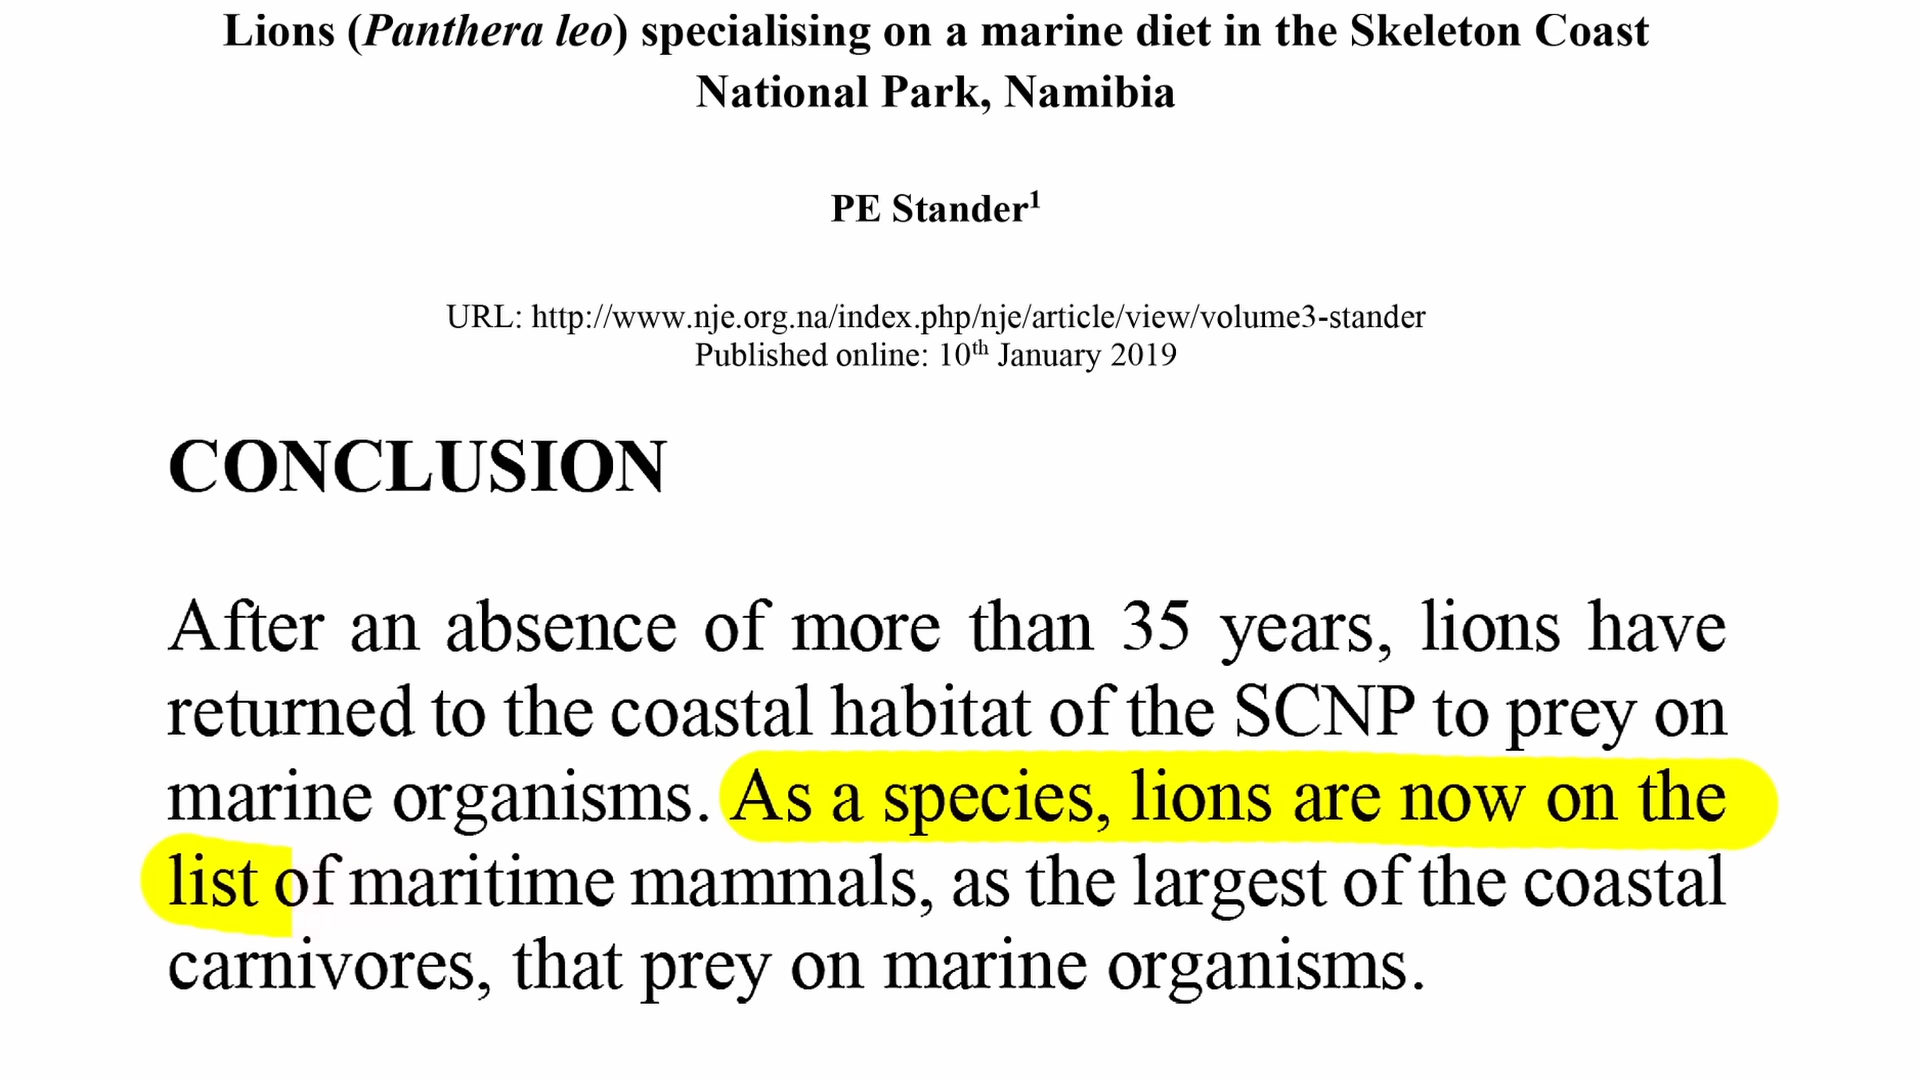 Lions (Panthera leo) specialising on a marine diet in the Skeleton Coast
National Park, Namibia
PE Stander¹
URL: http://www.nje.org.na/index.php/nje/article/view/volume3-stander
Published online: 10th January 2019
CONCLUSION
After an absence of more than 35 years, lions have
returned to the coastal habitat of the SCNP to prey on
marine organisms. As a species, lions are now on the
list of maritime mammals, as the largest of the coastal
carnivores, that prey on marine organisms.